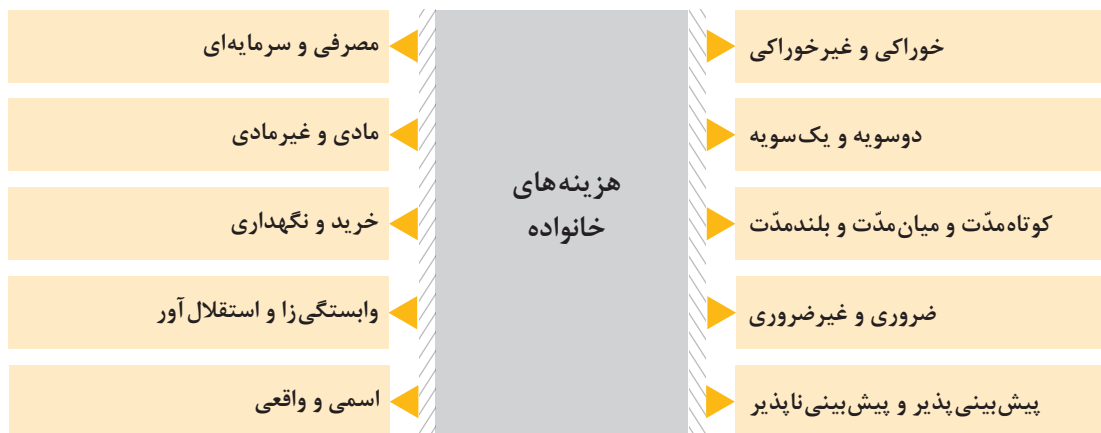 هزینه‌های
خانواده
خوراکی و غیرخوراکی
دوسویه و یک‌سویه
کوتاه‌مدّت و میان‌مدّت و بلندمدّت
ضروری و غیرضروری
پیش‌بینی‌پذیر و پیش‌بینی‌ناپذیر
مصرفی و سرمایه‌ای
مادی و غیرمادی
خرید و نگهداری
وابستگی‌زا و استقلال‌آور
اسمی و واقعی